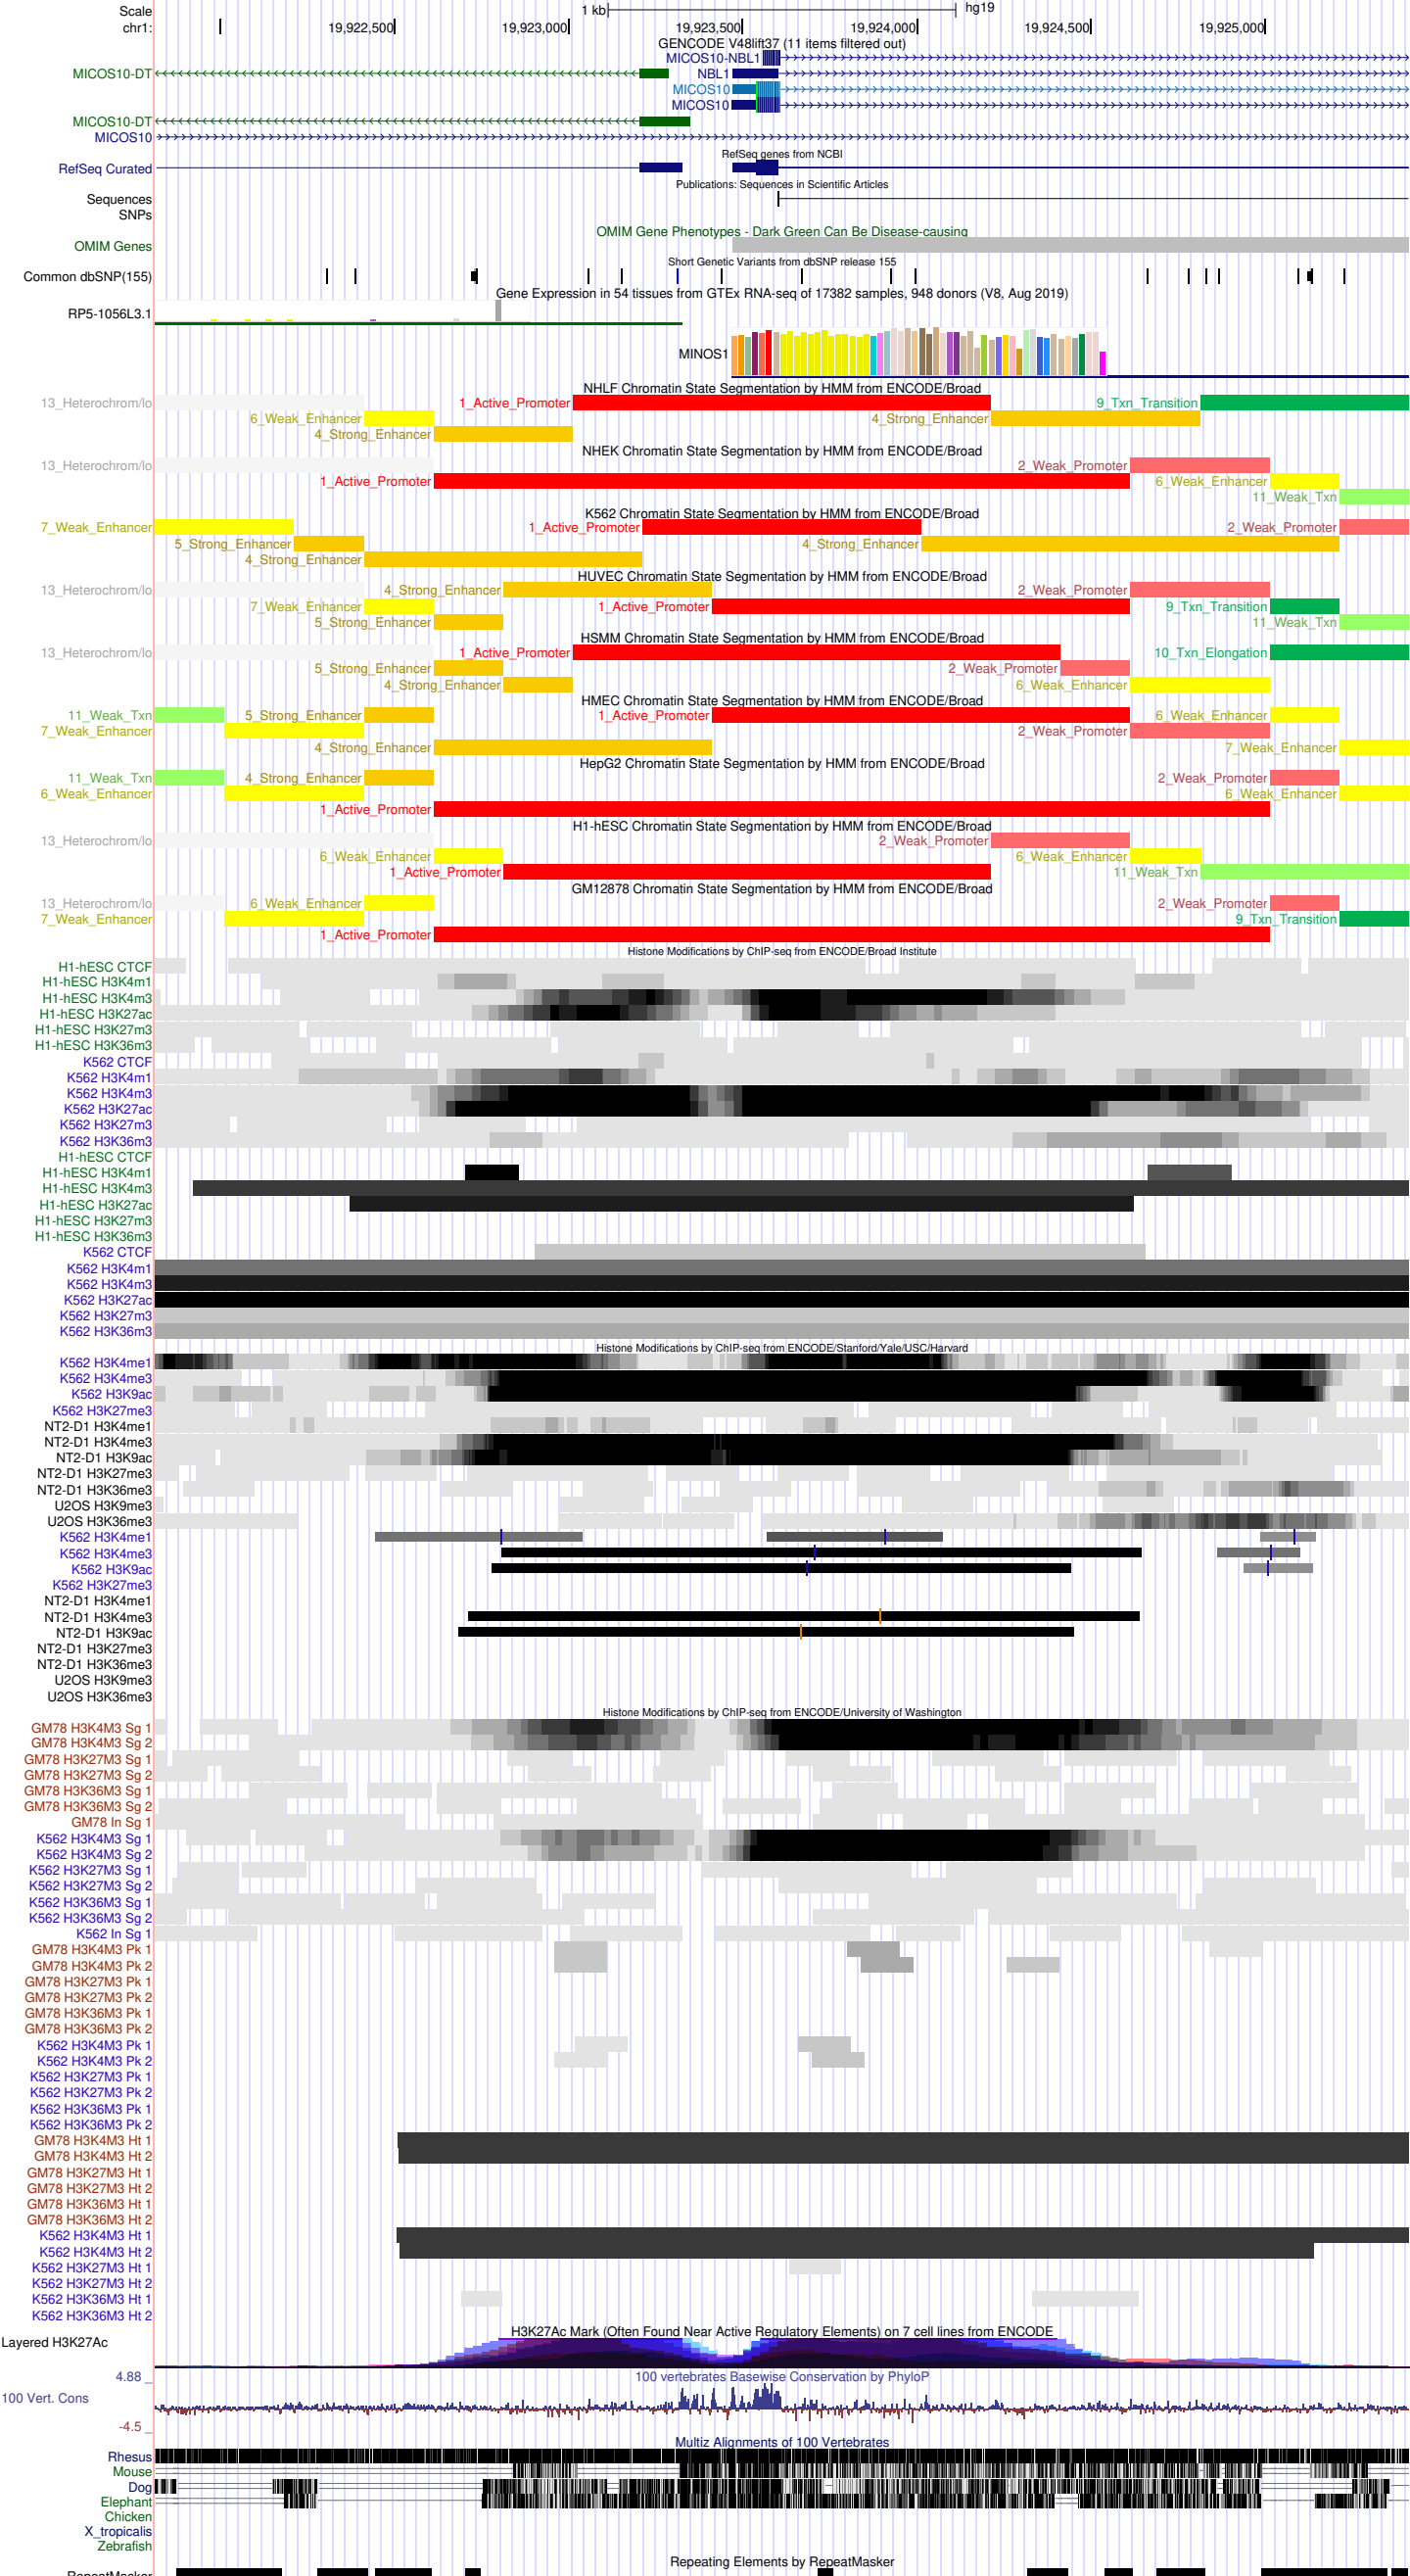 Scale 1 kb hg19
chr1: 19,922,500 19,923,000 19,923,500 19,924,000 19,924,500 19,925,000
GENCODE V48lift37 (11 items filtered out)
MICOS10-NBL1
MICOS10-DT NBL1
MICOS10
MICOS10
MICOS10-DT
MICOS10
RefSeq genes from NCBI
RefSeq Curated
Publications: Sequences in Scientific Articles
Sequences
SNPs
OMIM Gene Phenotypes - Dark Green Can Be Disease-causing
OMIM Genes
Short Genetic Variants from dbSNP release 155
Common dbSNP(155)
Gene Expression in 54 tissues from GTEx RNA-seq of 17382 samples, 948 donors (V8, Aug 2019)
RP5-1056L3.1
MINOS1
NHLF Chromatin State Segmentation by HMM from ENCODE/Broad
13_Heterochrom/lo 1_Active_Promoter 9_Txn_Transition
6_Weak_Enhancer 4_Strong_Enhancer
4_Strong_Enhancer
NHEK Chromatin State Segmentation by HMM from ENCODE/Broad
13_Heterochrom/lo 2_Weak_Promoter
1_Active_Promoter 6_Weak_Enhancer
11_Weak_Txn
K562 Chromatin State Segmentation by HMM from ENCODE/Broad
7_Weak_Enhancer 1_Active_Promoter 2_Weak_Promoter
5_Strong_Enhancer 4_Strong_Enhancer
4_Strong_Enhancer
HUVEC Chromatin State Segmentation by HMM from ENCODE/Broad
13_Heterochrom/lo 4_Strong_Enhancer 2_Weak_Promoter
7_Weak_Enhancer 1_Active_Promoter 9_Txn_Transition
5_Strong_Enhancer 11_Weak_Txn
HSMM Chromatin State Segmentation by HMM from ENCODE/Broad
13_Heterochrom/lo 1_Active_Promoter 10_Txn_Elongation
5_Strong_Enhancer 2_Weak_Promoter
4_Strong_Enhancer 6_Weak_Enhancer
HMEC Chromatin State Segmentation by HMM from ENCODE/Broad
11_Weak_Txn 5_Strong_Enhancer 1_Active_Promoter 6_Weak_Enhancer
7_Weak_Enhancer 2_Weak_Promoter
4_Strong_Enhancer 7_Weak_Enhancer
HepG2 Chromatin State Segmentation by HMM from ENCODE/Broad
11_Weak_Txn 4_Strong_Enhancer 2_Weak_Promoter
6_Weak_Enhancer 6_Weak_Enhancer
1_Active_Promoter
H1-hESC Chromatin State Segmentation by HMM from ENCODE/Broad
13_Heterochrom/lo 2_Weak_Promoter
6_Weak_Enhancer 6_Weak_Enhancer
1_Active_Promoter 11_Weak_Txn
GM12878 Chromatin State Segmentation by HMM from ENCODE/Broad
13_Heterochrom/lo 6_Weak_Enhancer 2_Weak_Promoter
7_Weak_Enhancer 9_Txn_Transition
1_Active_Promoter
Histone Modifications by ChIP-seq from ENCODE/Broad Institute
H1-hESC CTCF
H1-hESC H3K4m1
H1-hESC H3K4m3
H1-hESC H3K27ac
H1-hESC H3K27m3
H1-hESC H3K36m3
K562 CTCF
K562 H3K4m1
K562 H3K4m3
K562 H3K27ac
K562 H3K27m3
K562 H3K36m3
H1-hESC CTCF
H1-hESC H3K4m1
H1-hESC H3K4m3
H1-hESC H3K27ac
H1-hESC H3K27m3
H1-hESC H3K36m3
K562 CTCF
K562 H3K4m1
K562 H3K4m3
K562 H3K27ac
K562 H3K27m3
K562 H3K36m3
Histone Modifications by ChIP-seq from ENCODE/Stanford/Yale/USC/Harvard
K562 H3K4me1
K562 H3K4me3
K562 H3K9ac
K562 H3K27me3
NT2-D1 H3K4me1
NT2-D1 H3K4me3
NT2-D1 H3K9ac
NT2-D1 H3K27me3
NT2-D1 H3K36me3
U2OS H3K9me3
U2OS H3K36me3
K562 H3K4me1
K562 H3K4me3
K562 H3K9ac
K562 H3K27me3
NT2-D1 H3K4me1
NT2-D1 H3K4me3
NT2-D1 H3K9ac
NT2-D1 H3K27me3
NT2-D1 H3K36me3
U2OS H3K9me3
U2OS H3K36me3
Histone Modifications by ChIP-seq from ENCODE/University of Washington
GM78 H3K4M3 Sg 1
GM78 H3K4M3 Sg 2
GM78 H3K27M3 Sg 1
GM78 H3K27M3 Sg 2
GM78 H3K36M3 Sg 1
GM78 H3K36M3 Sg 2
GM78 In Sg 1
K562 H3K4M3 Sg 1
K562 H3K4M3 Sg 2
K562 H3K27M3 Sg 1
K562 H3K27M3 Sg 2
K562 H3K36M3 Sg 1
K562 H3K36M3 Sg 2
K562 In Sg 1
GM78 H3K4M3 Pk 1
GM78 H3K4M3 Pk 2
GM78 H3K27M3 Pk 1
GM78 H3K27M3 Pk 2
GM78 H3K36M3 Pk 1
GM78 H3K36M3 Pk 2
K562 H3K4M3 Pk 1
K562 H3K4M3 Pk 2
K562 H3K27M3 Pk 1
K562 H3K27M3 Pk 2
K562 H3K36M3 Pk 1
K562 H3K36M3 Pk 2
GM78 H3K4M3 Ht 1
GM78 H3K4M3 Ht 2
GM78 H3K27M3 Ht 1
GM78 H3K27M3 Ht 2
GM78 H3K36M3 Ht 1
GM78 H3K36M3 Ht 2
K562 H3K4M3 Ht 1
K562 H3K4M3 Ht 2
K562 H3K27M3 Ht 1
K562 H3K27M3 Ht 2
K562 H3K36M3 Ht 1
K562 H3K36M3 Ht 2
H3K27Ac Mark (Often Found Near Active Regulatory Elements) on 7 cell lines from ENCODE
Layered H3K27Ac
100 vertebrates Basewise Conservation by PhyloP
4.88 _
100 Vert. Cons
-4.5 _
Multiz Alignments of 100 Vertebrates
Rhesus
Mouse
Dog
Elephant
Chicken
X_tropicalis
Zebrafish
Repeating Elements by RepeatMasker
RepeatMasker